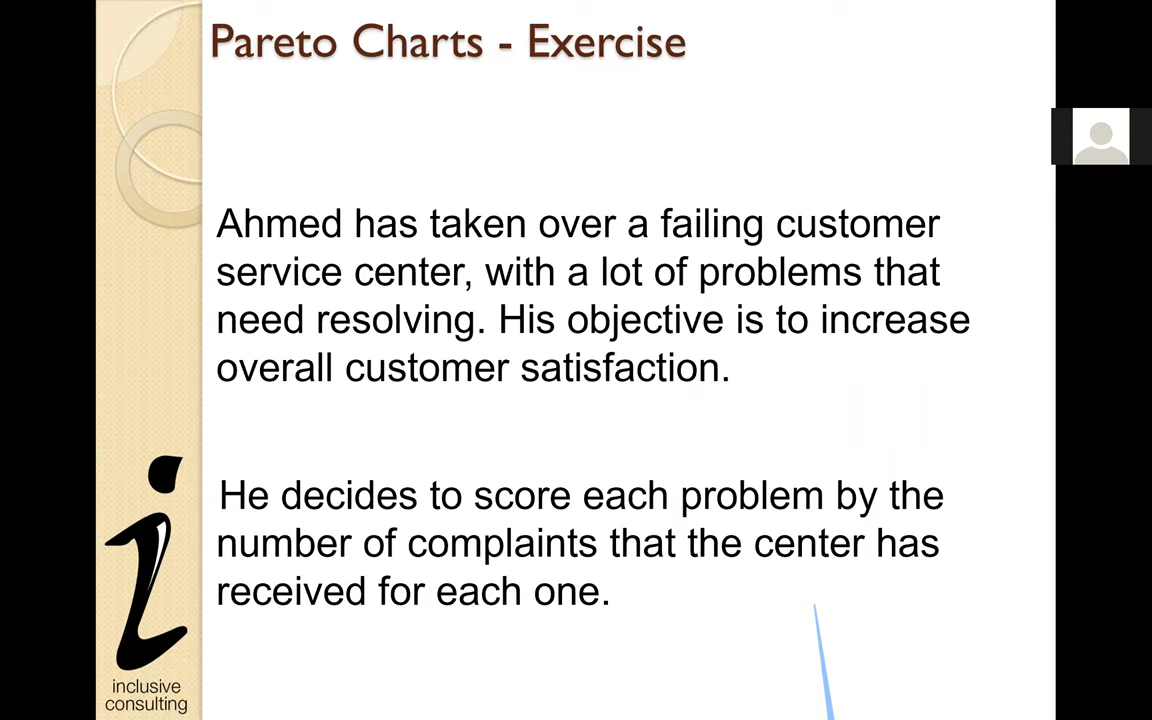 Pareto Charts - Exercise
Ahmed has taken over a failing customer
service center, with a lot of problems that
need resolving. His objective is to increase
overall customer satisfaction.
He decides to score each problem by the
number of complaints that the center has
received for each one.
i
inclusive
consulting